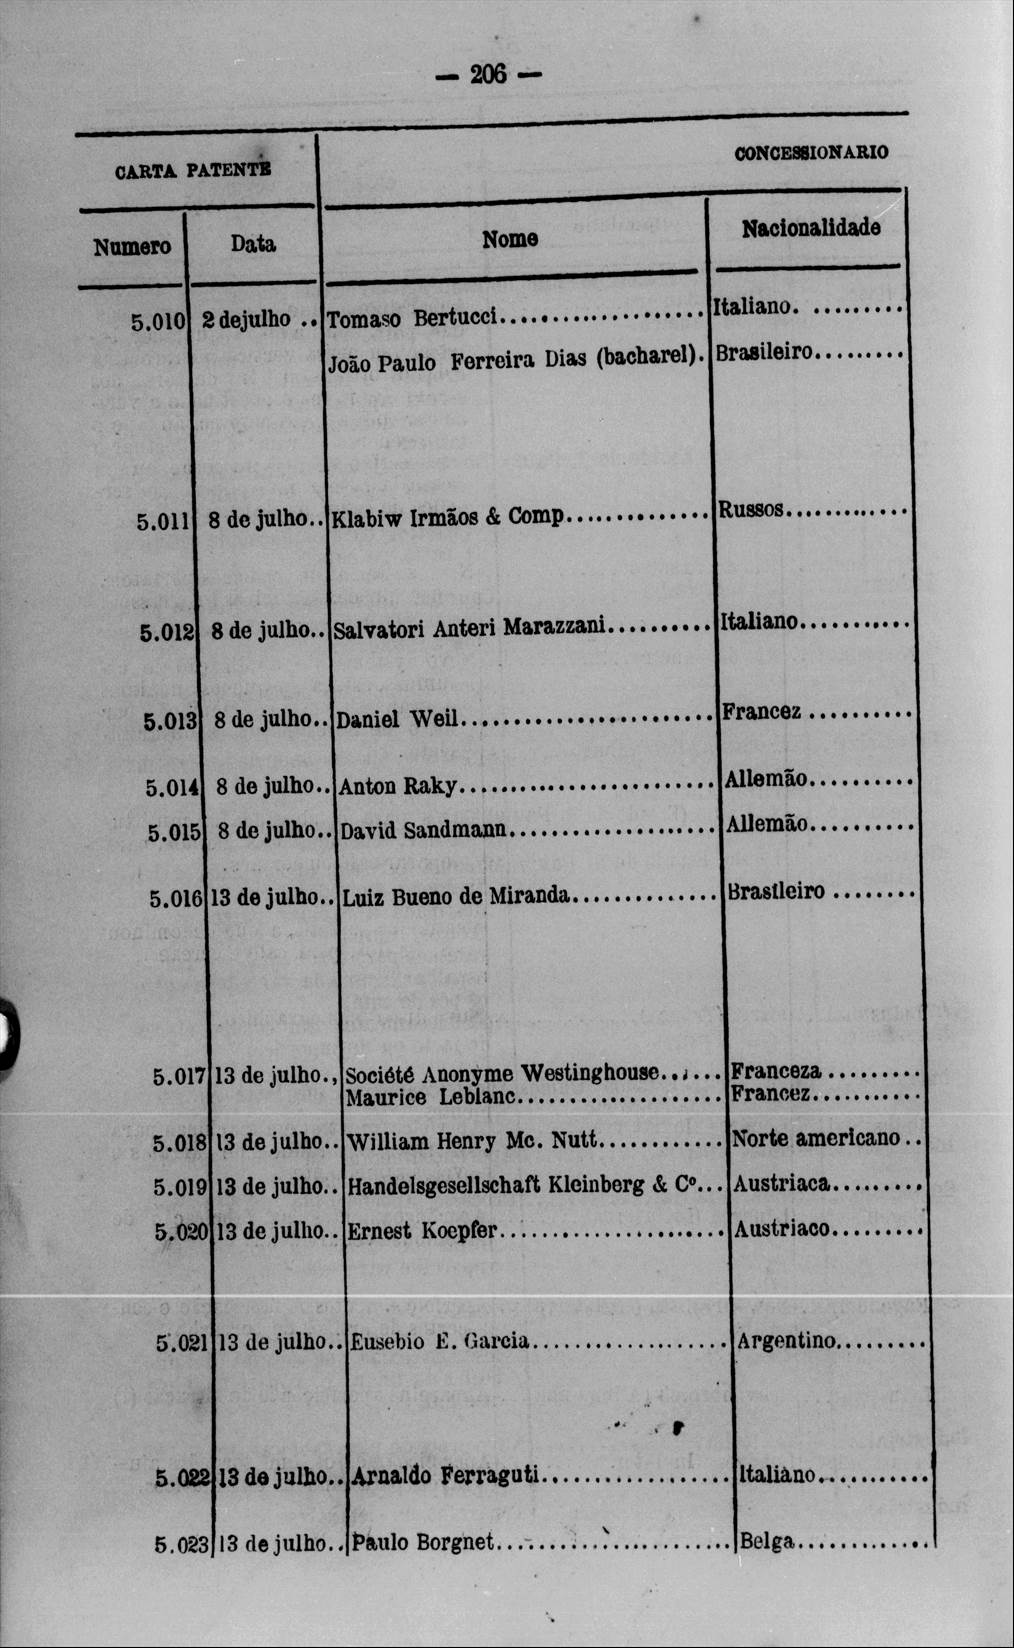 — 206 —
CARTA PATENTE CONCESSIONARIO
Numero Data Nome Nacionalidade
5.010 2 de julho .. Tomaso Bertucci..................... Italiano. .........
João Paulo Ferreira Dias (bacharel). Brasileiro.........
5.011 8 de julho.. Klabiw Irmãos & Comp.............. Russos............
5.012 8 de julho.. Salvatori Anteri Marazzani.......... Italiano...........
5.013 8 de julho.. Daniel Weil........................ Francez ..........
5.014 8 de julho.. Anton Raky........................ Allemão..........
5.015 8 de julho.. David Sandmann.................... Allemão..........
5.016 13 de julho.. Luiz Bueno de Miranda.............. Brasileiro ........
5.017 13 de julho., Société Anonyme Westinghouse...... Franceza .........
Maurice Leblanc.................... Francez...........
5.018 13 de julho.. William Henry Mc. Nutt............ Norte americano ..
5.019 13 de julho.. Handelsgesellschaft Kleinberg & Cº... Austriaca.........
5.020 13 de julho.. Ernest Koepfer...................... Austriaco.........
5.021 13 de julho.. Eusebio E. Garcia................... Argentino.........
5.022 13 de julho.. Arnaldo Ferraguti.................. Italiano...........
5.023 13 de julho.. Paulo Borgnet....................... Belga.............